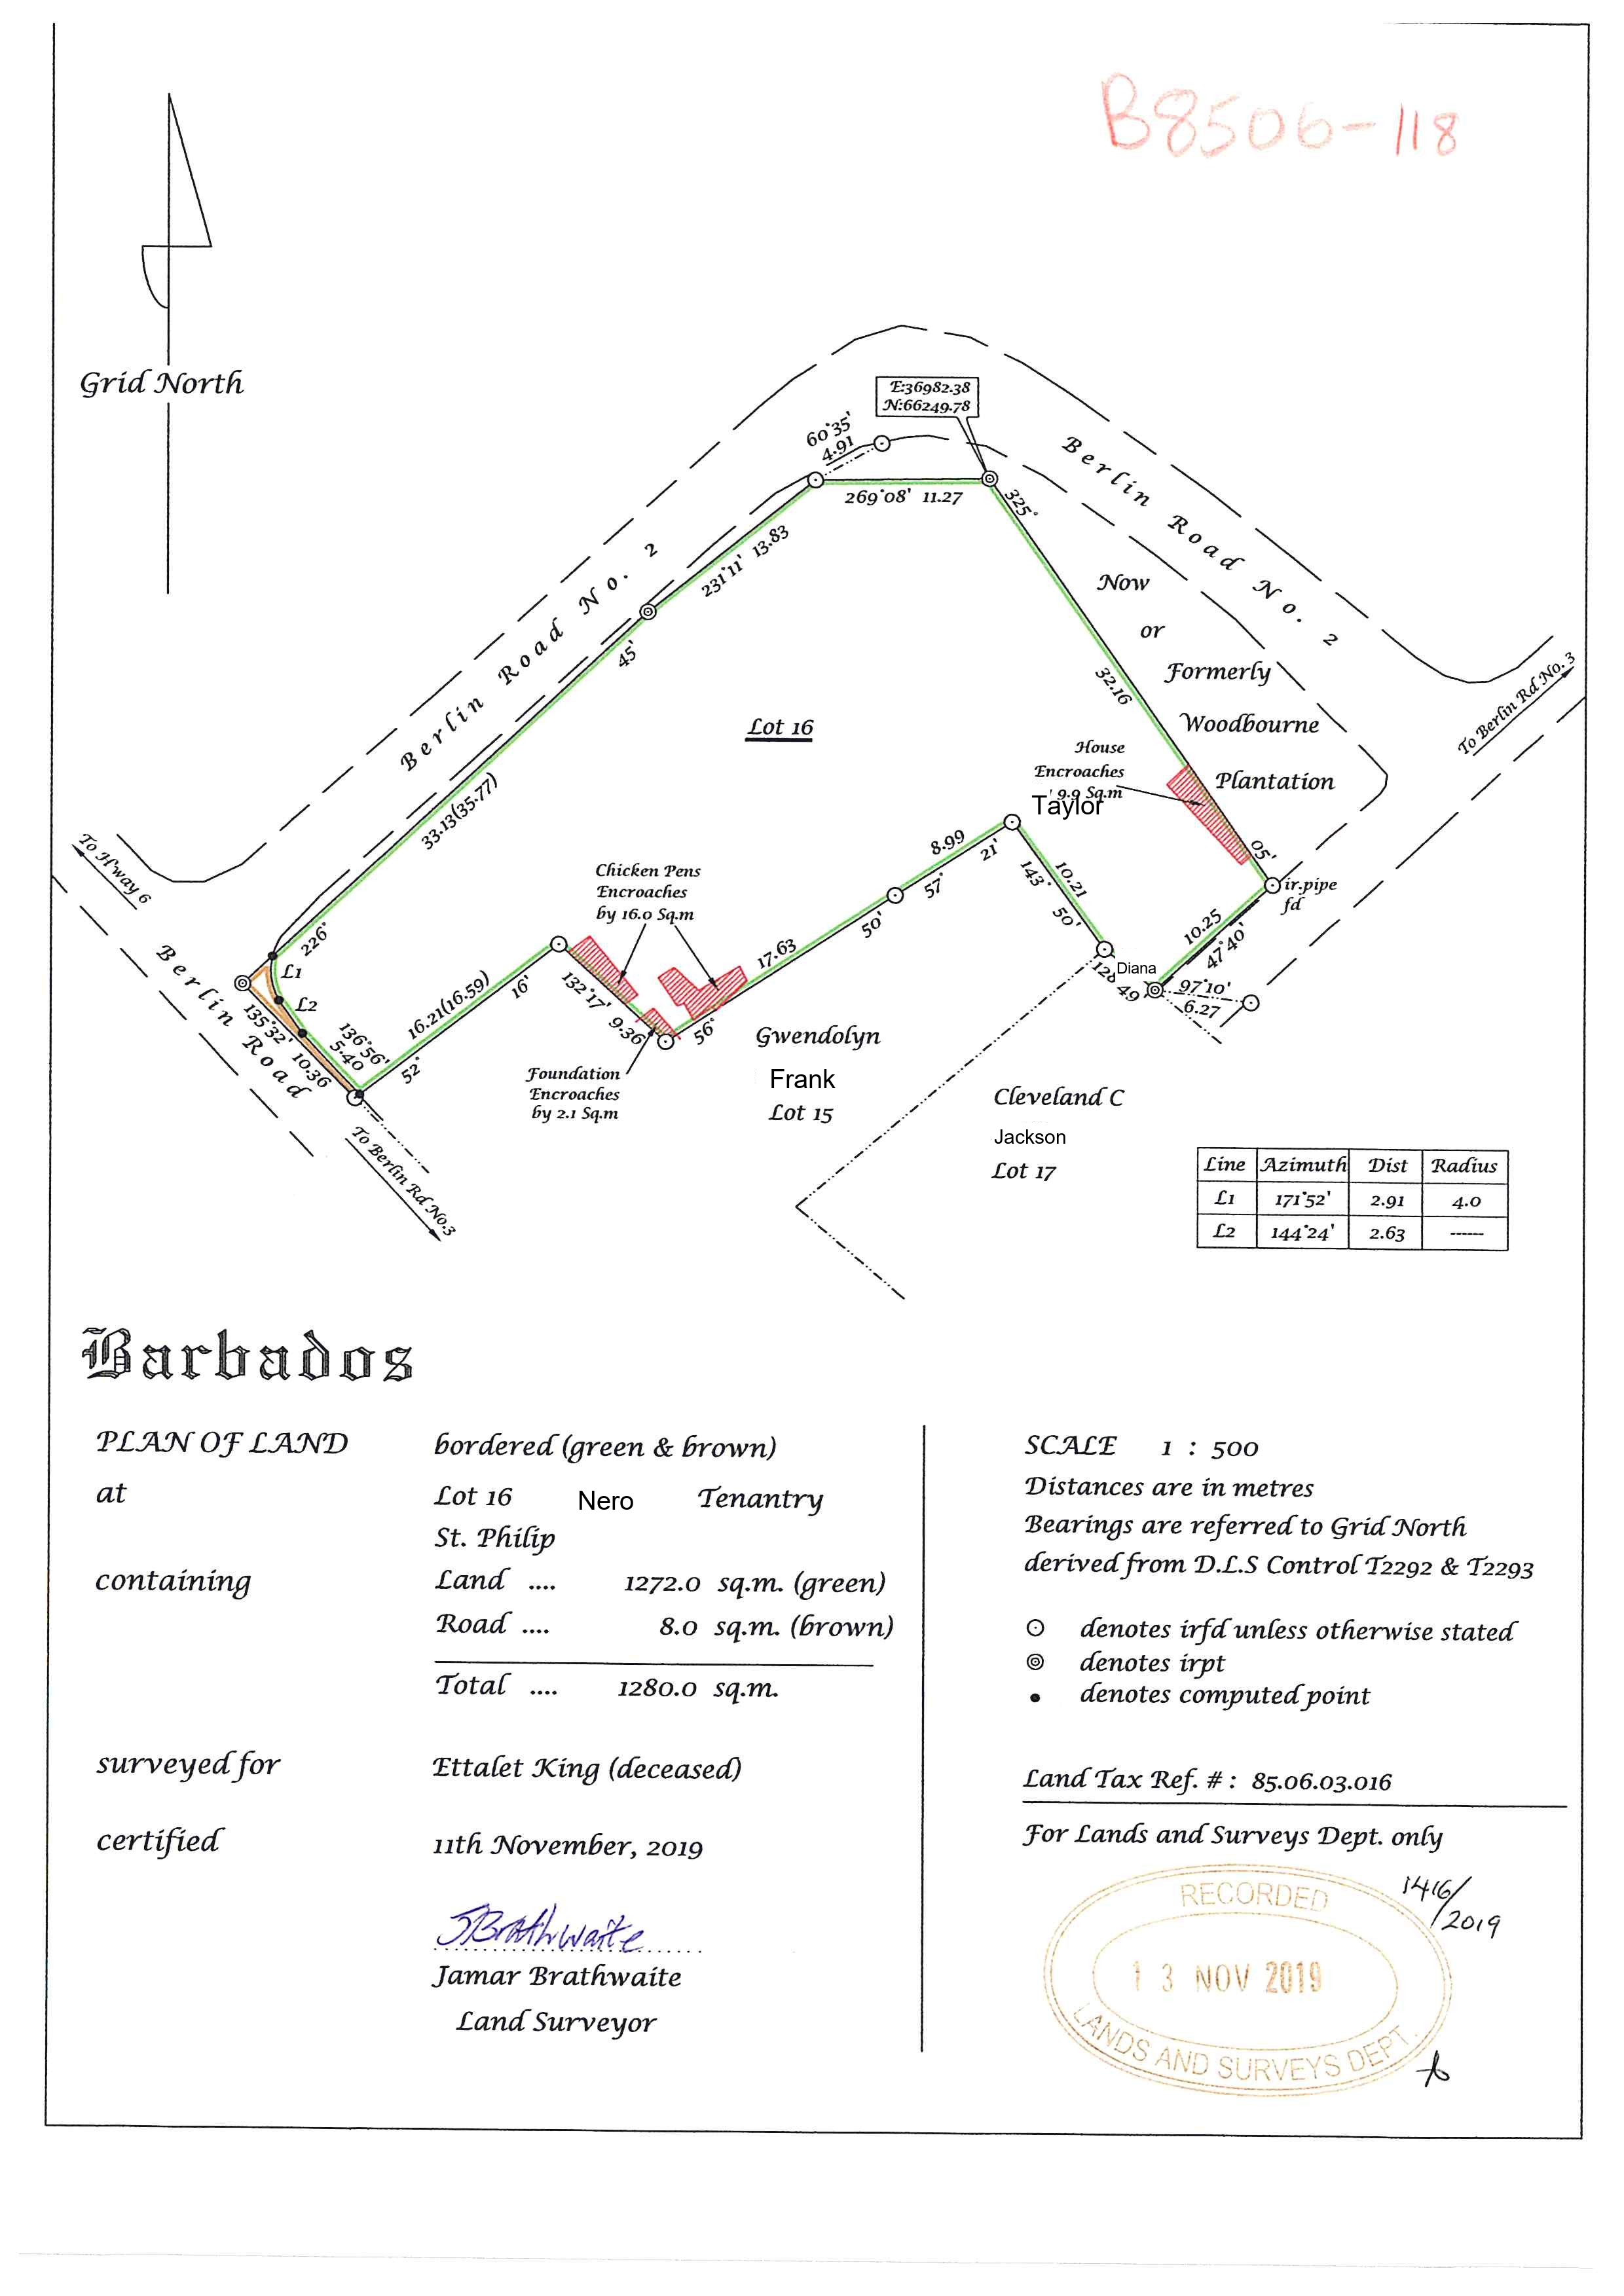 B8506-118
Grid North
E:36982.38
N:66249.78
60°35'
4.91
269°08' 11.27
325°
Berlin Road No. 2
Berlin Road No. 2
231°11' 13.83
45'
Now
or
Formerly
Woodbourne
Plantation
32.16
To Berlin Rd No. 3
Lot 16
House
Encroaches
' 9.9 Sq.m
Taylor
33.13(35.77)
To H'way 6
8.99
21'
57°
05'
ir.pipe
fd
Chicken Pens
Encroaches
by 16.0 Sq.m
143°
10.21
50'
10.25
47°40'
226°
L1
L2
Berlin Road
135°32' 10.36
136°56'
5.40
16.21(16.59)
16'
52°
132°17' 9.36
17.63
50'
56°
128°
49'
Diana
97°10'
6.27
Gwendolyn
Frank
Lot 15
Foundation
Encroaches
by 2.1 Sq.m
Cleveland C
Jackson
Lot 17
To Berlin Rd No.3
Line Azimuth Dist Radius
L1 171°52' 2.91 4.0
L2 144°24' 2.63 ------
Barbados
PLAN OF LAND bordered (green & brown)
at Lot 16 Nero Tenantry
St. Philip
containing Land .... 1272.0 sq.m. (green)
Road .... 8.0 sq.m. (brown)
Total .... 1280.0 sq.m.
surveyed for Ettalet King (deceased)
certified 11th November, 2019
JBrathwaite
Jamar Brathwaite
Land Surveyor
SCALE 1 : 500
Distances are in metres
Bearings are referred to Grid North
derived from D.L.S Control T2292 & T2293
denotes irfd unless otherwise stated
denotes irpt
denotes computed point
Land Tax Ref. # : 85.06.03.016
For Lands and Surveys Dept. only
1416/2019
RECORDED
13 NOV 2019
LANDS AND SURVEYS DEPT.